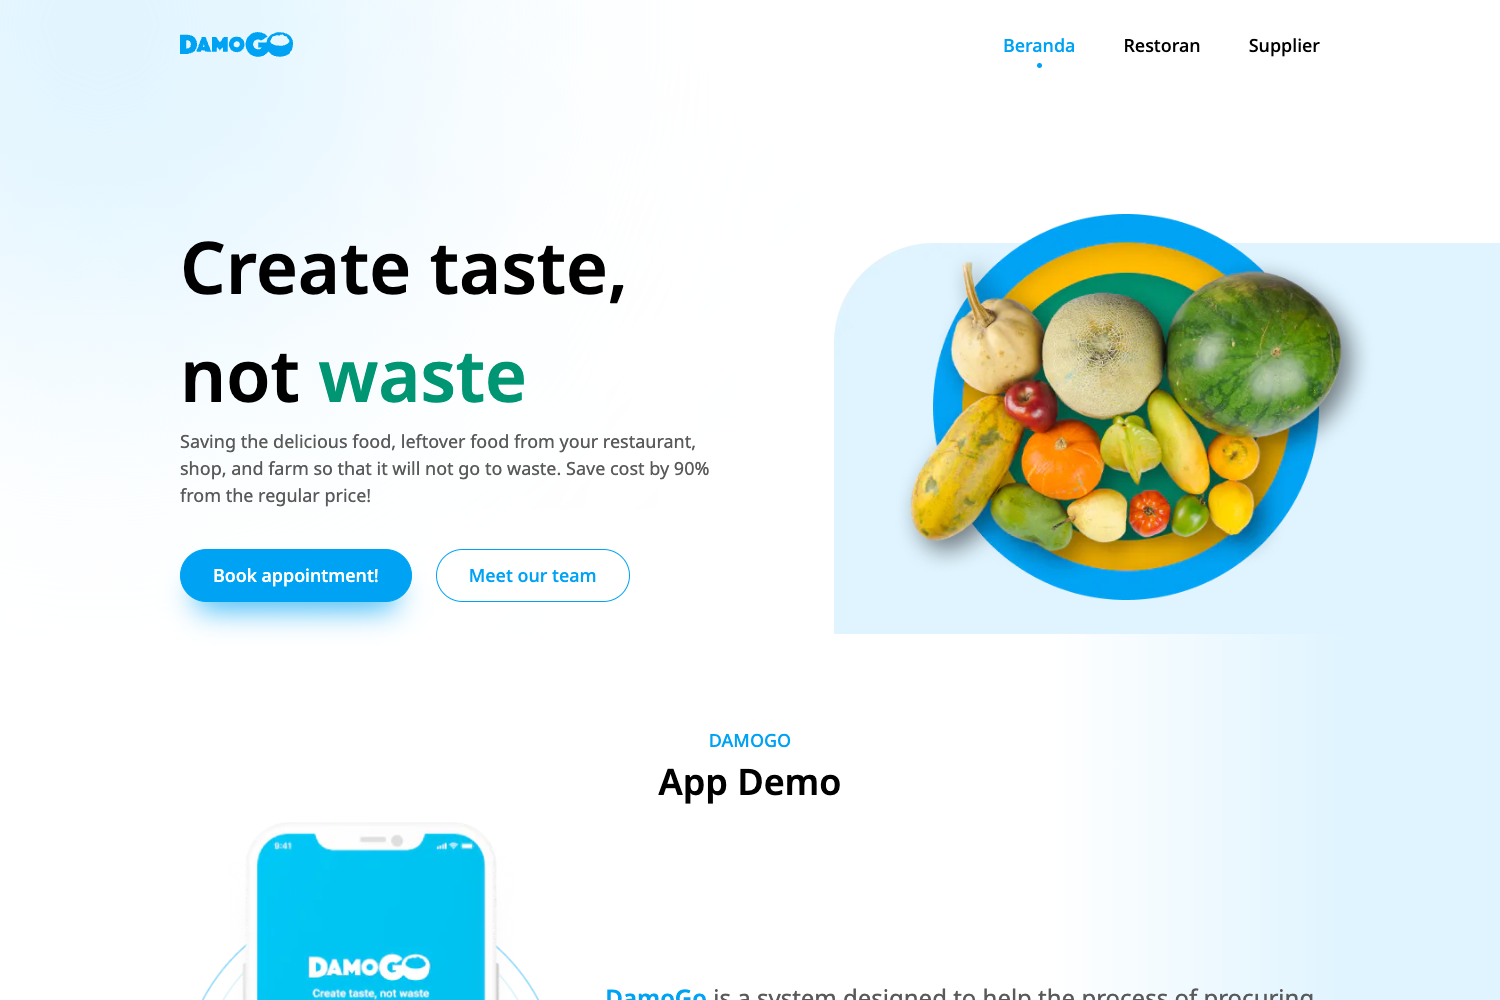 DAMOGO
Beranda
Restoran
Supplier
Create taste,
not waste
Saving the delicious food, leftover food from your restaurant,
shop, and farm so that it will not go to waste. Save cost by 90%
from the regular price!
Book appointment!
Meet our team
DAMOGO
App Demo
9:41
DAMOGO
Create taste, not waste
DamoGo is a system designed to help the process of procuring